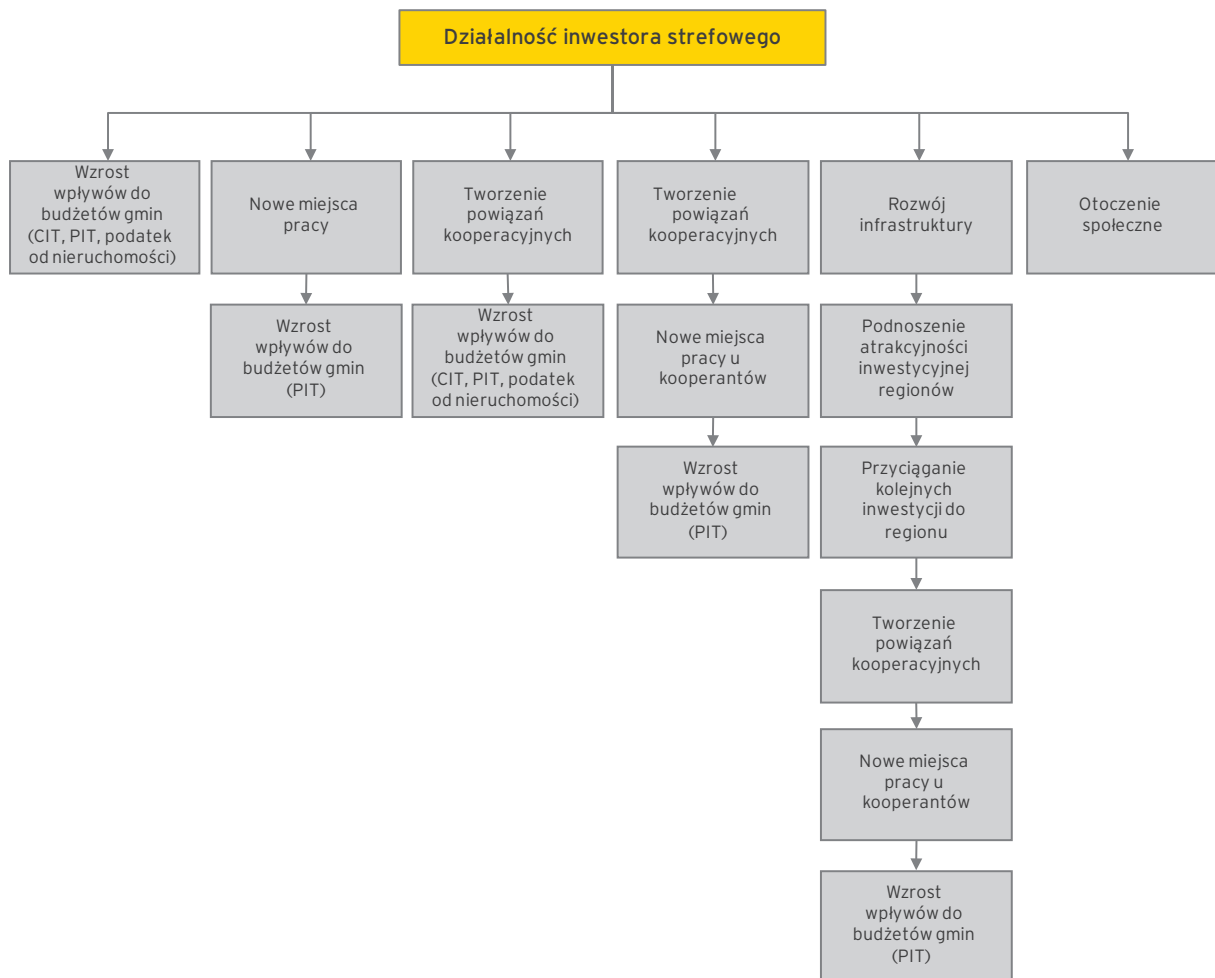 Działalność inwestora strefowego
Wzrost
wpływów do
budżetów gmin
(CIT, PIT, podatek
od nieruchomości)
Nowe miejsca
pracy
Tworzenie
powiązań
kooperacyjnych
Tworzenie
powiązań
kooperacyjnych
Rozwój
infrastruktury
Otoczenie
społeczne
Wzrost
wpływów do
budżetów gmin
(PIT)
Wzrost
wpływów do
budżetów gmin
(CIT, PIT, podatek
od nieruchomości)
Nowe miejsca
pracy u
kooperantów
Podnoszenie
atrakcyjności
inwestycyjnej
regionów
Wzrost
wpływów do
budżetów gmin
(PIT)
Przyciąganie
kolejnych
inwestycji do
regionu
Tworzenie
powiązań
kooperacyjnych
Nowe miejsca
pracy u
kooperantów
Wzrost
wpływów do
budżetów gmin
(PIT)